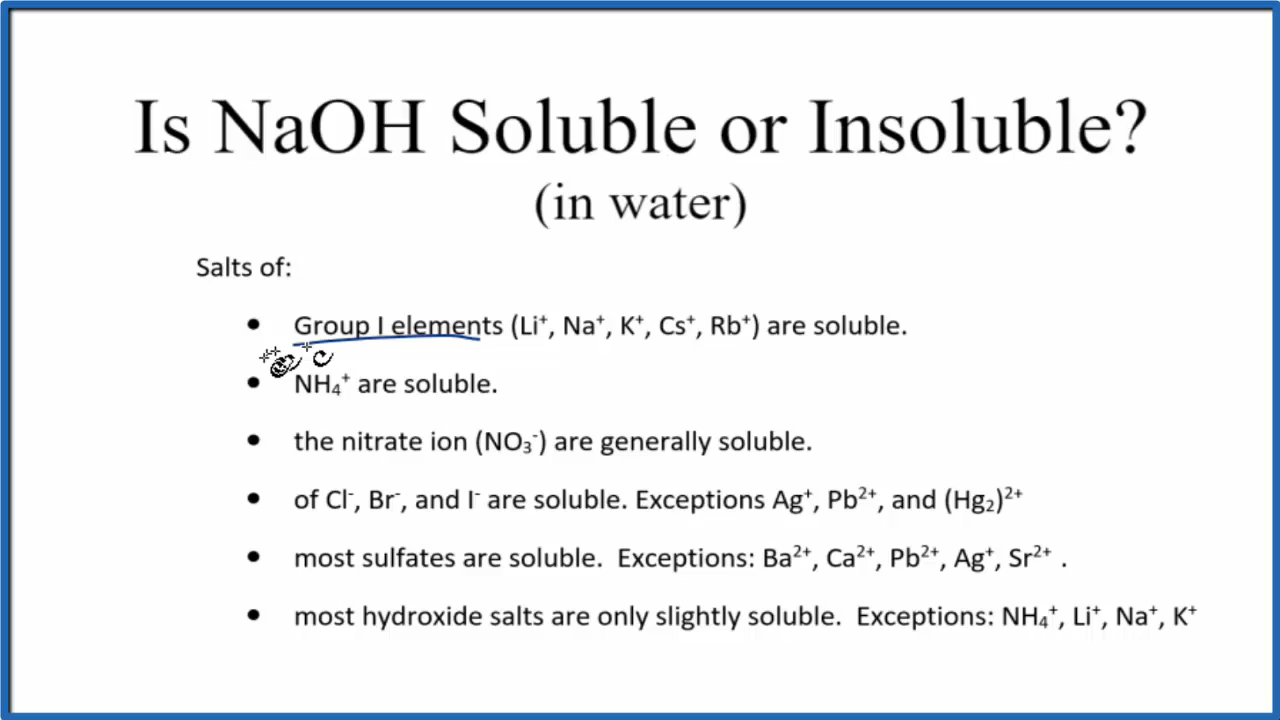 Is NaOH Soluble or Insoluble?
(in water)
Salts of:
• Group I elements (Li⁺, Na⁺, K⁺, Cs⁺, Rb⁺) are soluble.
• NH₄⁺ are soluble.
• the nitrate ion (NO₃⁻) are generally soluble.
• of Cl⁻, Br⁻, and I⁻ are soluble. Exceptions Ag⁺, Pb²⁺, and (Hg₂)²⁺
• most sulfates are soluble.  Exceptions: Ba²⁺, Ca²⁺, Pb²⁺, Ag⁺, Sr²⁺ .
• most hydroxide salts are only slightly soluble.  Exceptions: NH₄⁺, Li⁺, Na⁺, K⁺